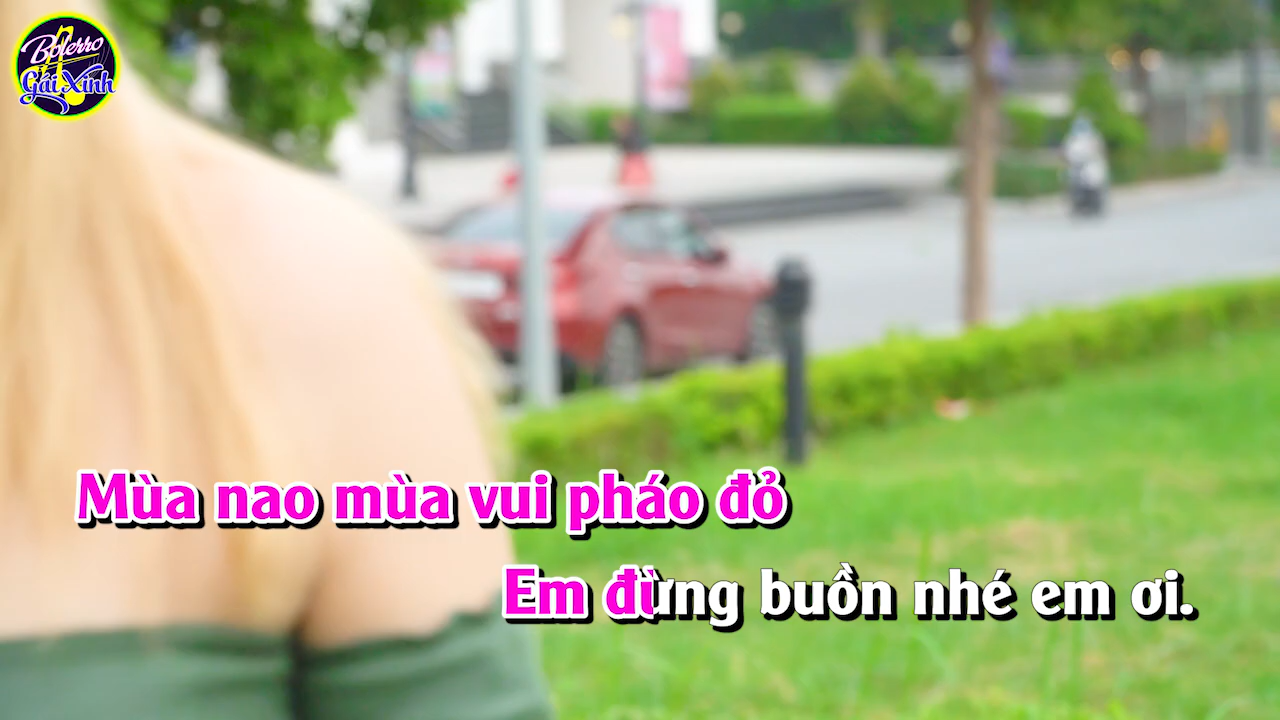 Bolerro
Gái Xinh
Mùa nao mùa vui pháo đỏ
Em đừng buồn nhé em ơi.